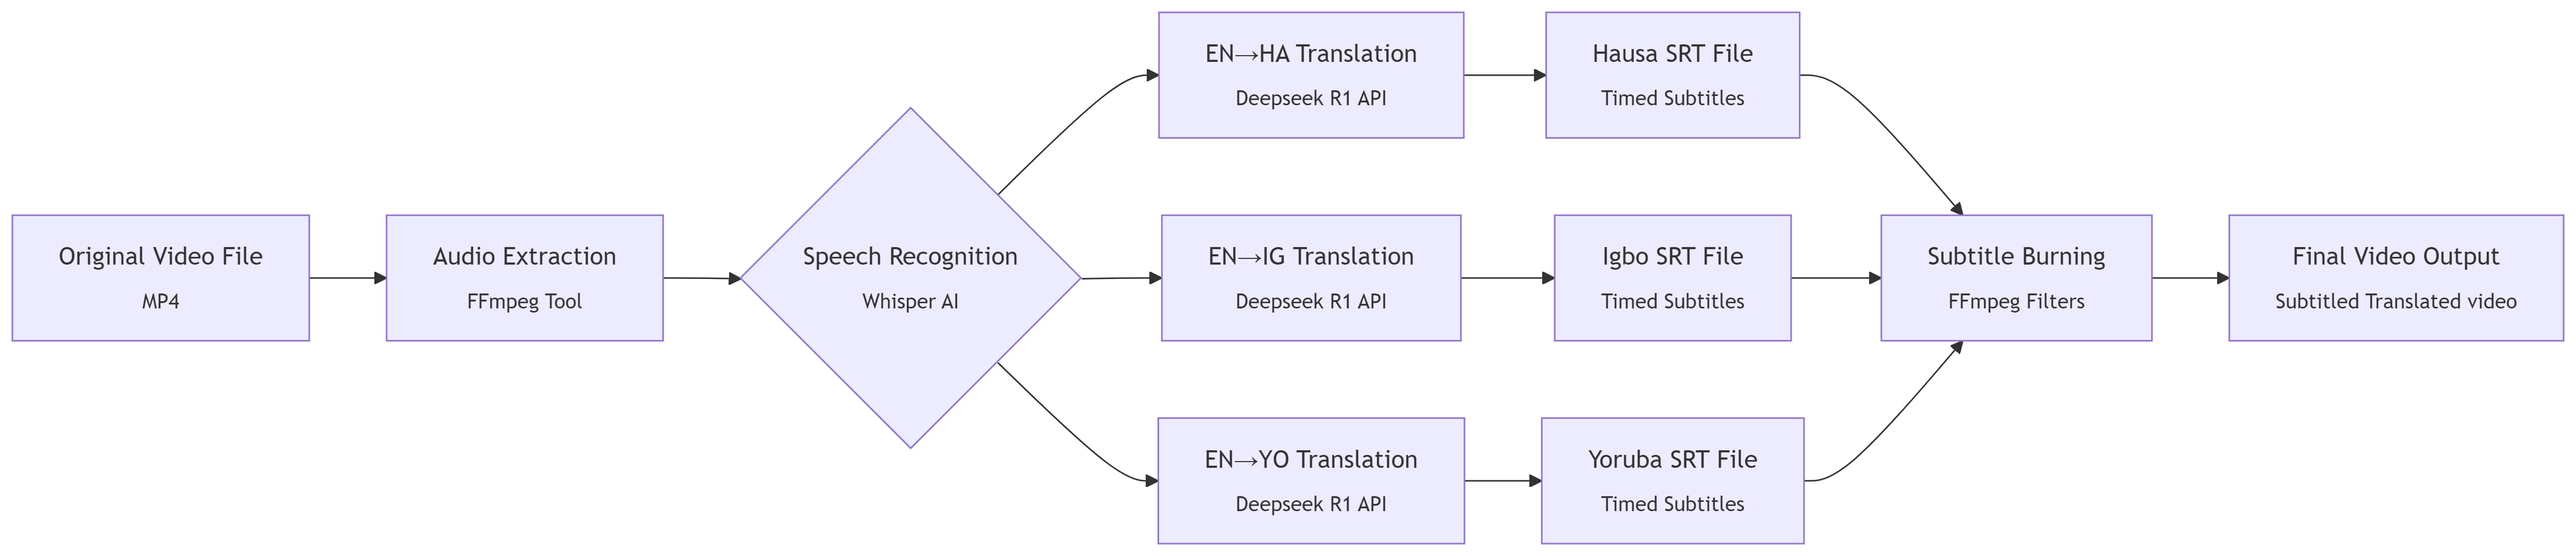 Original Video File
MP4
Audio Extraction
FFmpeg Tool
Speech Recognition
Whisper AI
EN→HA Translation
Deepseek R1 API
Hausa SRT File
Timed Subtitles
EN→IG Translation
Deepseek R1 API
Igbo SRT File
Timed Subtitles
EN→YO Translation
Deepseek R1 API
Yoruba SRT File
Timed Subtitles
Subtitle Burning
FFmpeg Filters
Final Video Output
Subtitled Translated video